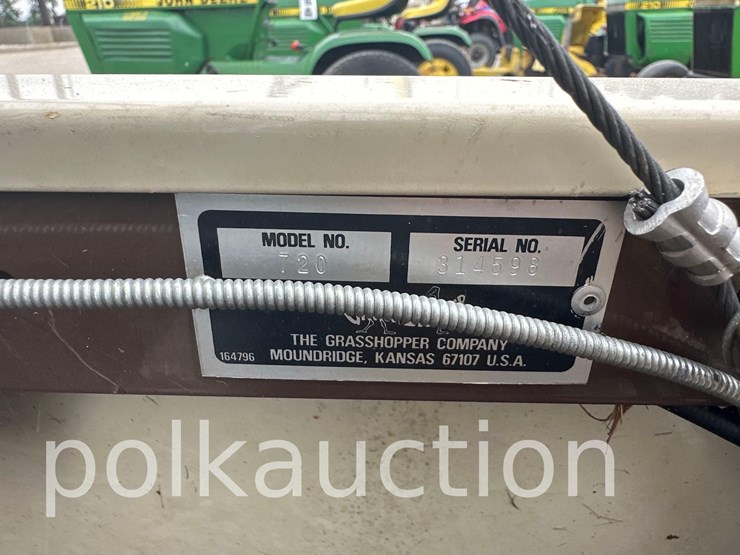 210
JOHN DEERE
210
MODEL NO.
SERIAL NO.
720
314598
THE GRASSHOPPER COMPANY
164796
MOUNDRIDGE, KANSAS 67107 U.S.A.
polkauction